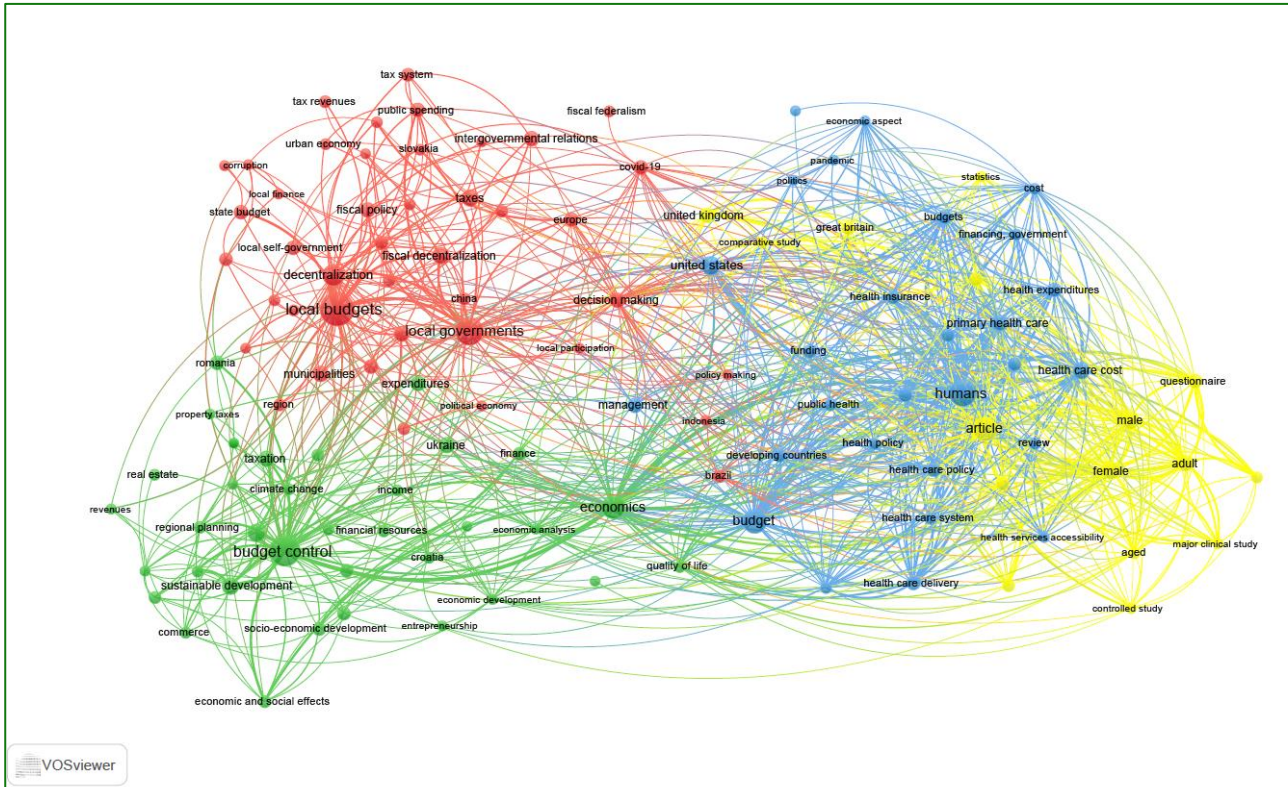 tax system
tax revenues
public spending
fiscal federalism
economic aspect
urban economy
slovakia
intergovernmental relations
pandemic
corruption
covid-19
statistics
politics
cost
local finance
taxes
state budget
fiscal policy
europe
united kingdom
budgets
great britain
financing, government
comparative study
local self-government
fiscal decentralization
united states
decentralization
china
decision making
health insurance
health expenditures
local budgets
local governments
primary health care
local participation
funding
romania
municipalities
expenditures
policy making
health care cost
questionnaire
humans
region
political economy
management
public health
property taxes
indonesia
article
male
ukraine
health policy
review
taxation
finance
developing countries
adult
real estate
climate change
income
brazil
health care policy
female
revenues
economics
regional planning
financial resources
economic analysis
budget
health care system
health services accessibility
major clinical study
budget control
croatia
quality of life
aged
sustainable development
health care delivery
economic development
controlled study
commerce
socio-economic development
entrepreneurship
economic and social effects
VOSviewer